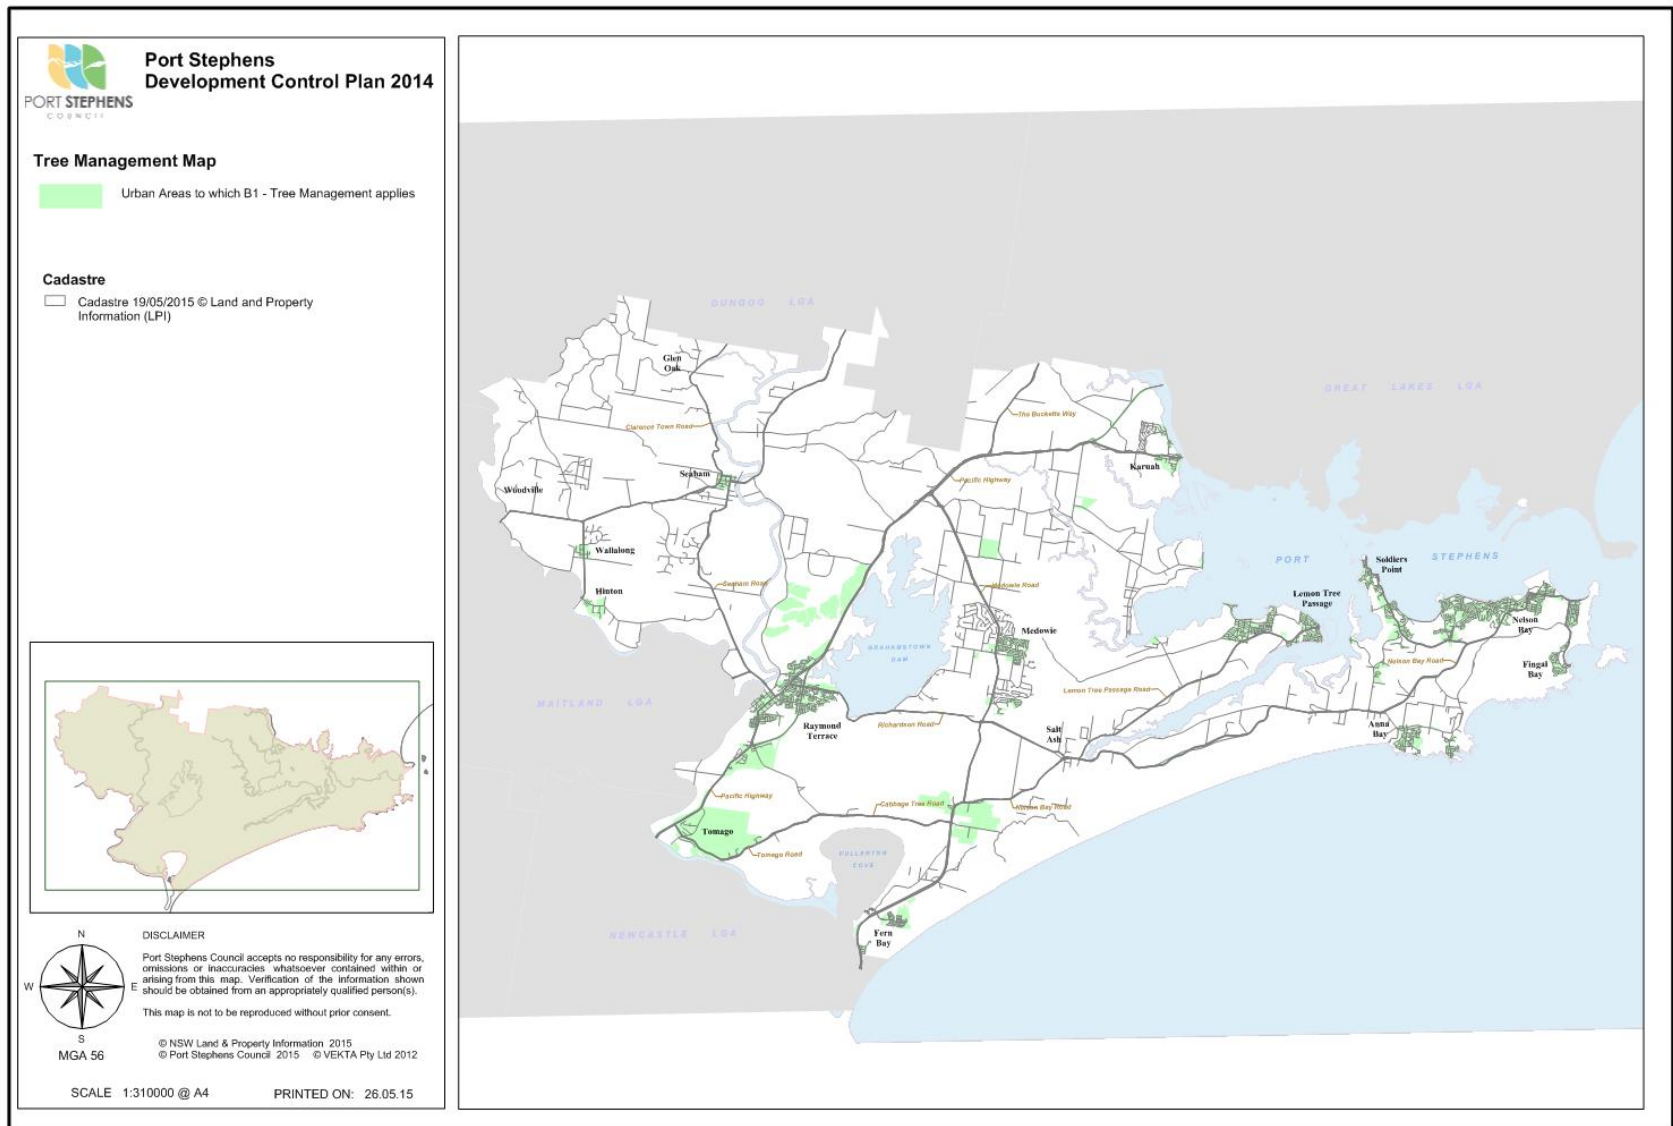 PORT STEPHENS
COUNCIL
Port Stephens
Development Control Plan 2014
Tree Management Map
Urban Areas to which B1 - Tree Management applies
Cadastre
Cadastre 19/05/2015 © Land and Property
Information (LPI)
N
W
E
S
MGA 56
DISCLAIMER
Port Stephens Council accepts no responsibility for any errors,
omissions or inaccuracies whatsoever contained within or
arising from this map. Verification of the information shown
should be obtained from an appropriately qualified person(s).
This map is not to be reproduced without prior consent.
© NSW Land & Property Information 2015
© Port Stephens Council 2015 © VEKTA Pty Ltd 2012
SCALE 1:310000 @ A4
PRINTED ON: 26.05.15
LGA
Glen
Oak
GREAT LAKES LGA
The Bucketts Way
Clarence Town Road
Karuah
Seaham
Pacific Highway
Woodville
Wallalong
PORT STEPHENS
Soldiers
Point
Seaham Road
Medowie Road
Hinton
Lemon Tree
Passage
Nelson
Bay
Medowie
GRAHAMSTOWN
DAM
Nelson Bay Road
Fingal
Bay
Lemon Tree Passage Road
MAITLAND LGA
Raymond
Terrace
Richardson Road
Salt
Ash
Anna
Bay
Pacific Highway
Cabbage Tree Road
Nelson Bay Road
Tomago
Tomago Road
FULLERTON
COVE
NEWCASTLE LGA
Fern
Bay